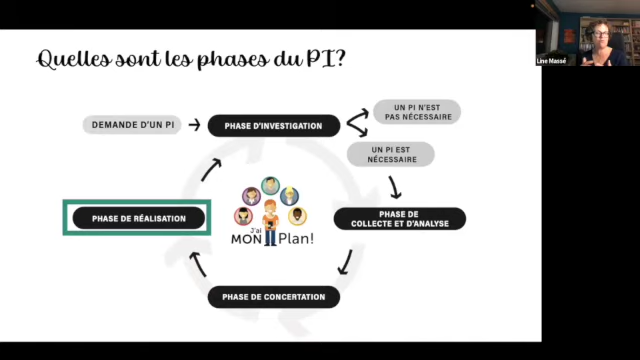 Quelles sont les phases du PI?
Line Massé
DEMANDE D'UN PI
PHASE D'INVESTIGATION
UN PI N'EST
PAS NÉCESSAIRE
UN PI EST
NÉCESSAIRE
PHASE DE RÉALISATION
J'ai
MON Plan!
PHASE DE
COLLECTE ET D'ANALYSE
PHASE DE CONCERTATION